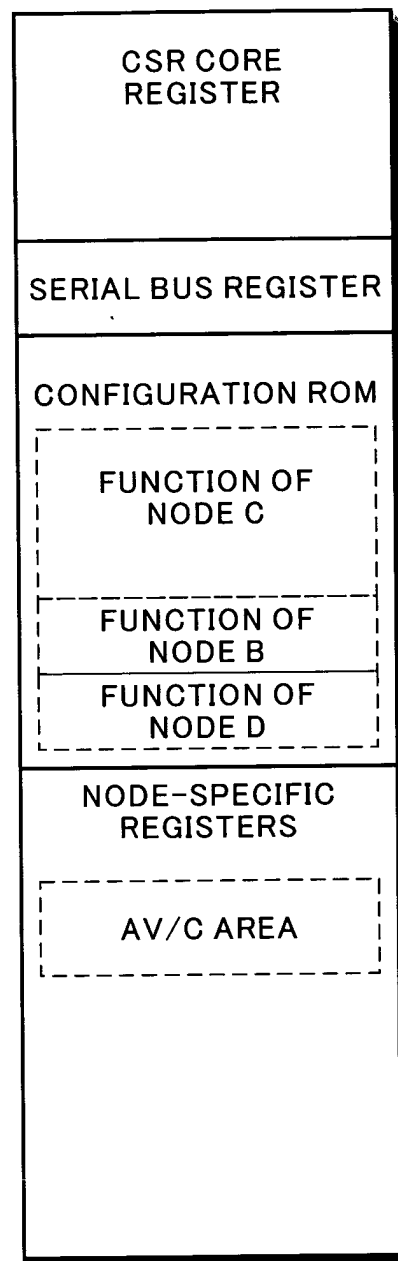 CSR CORE
REGISTER
SERIAL BUS REGISTER
CONFIGURATION ROM
FUNCTION OF
NODE C
FUNCTION OF
NODE B
FUNCTION OF
NODE D
NODE-SPECIFIC
REGISTERS
AV/C AREA